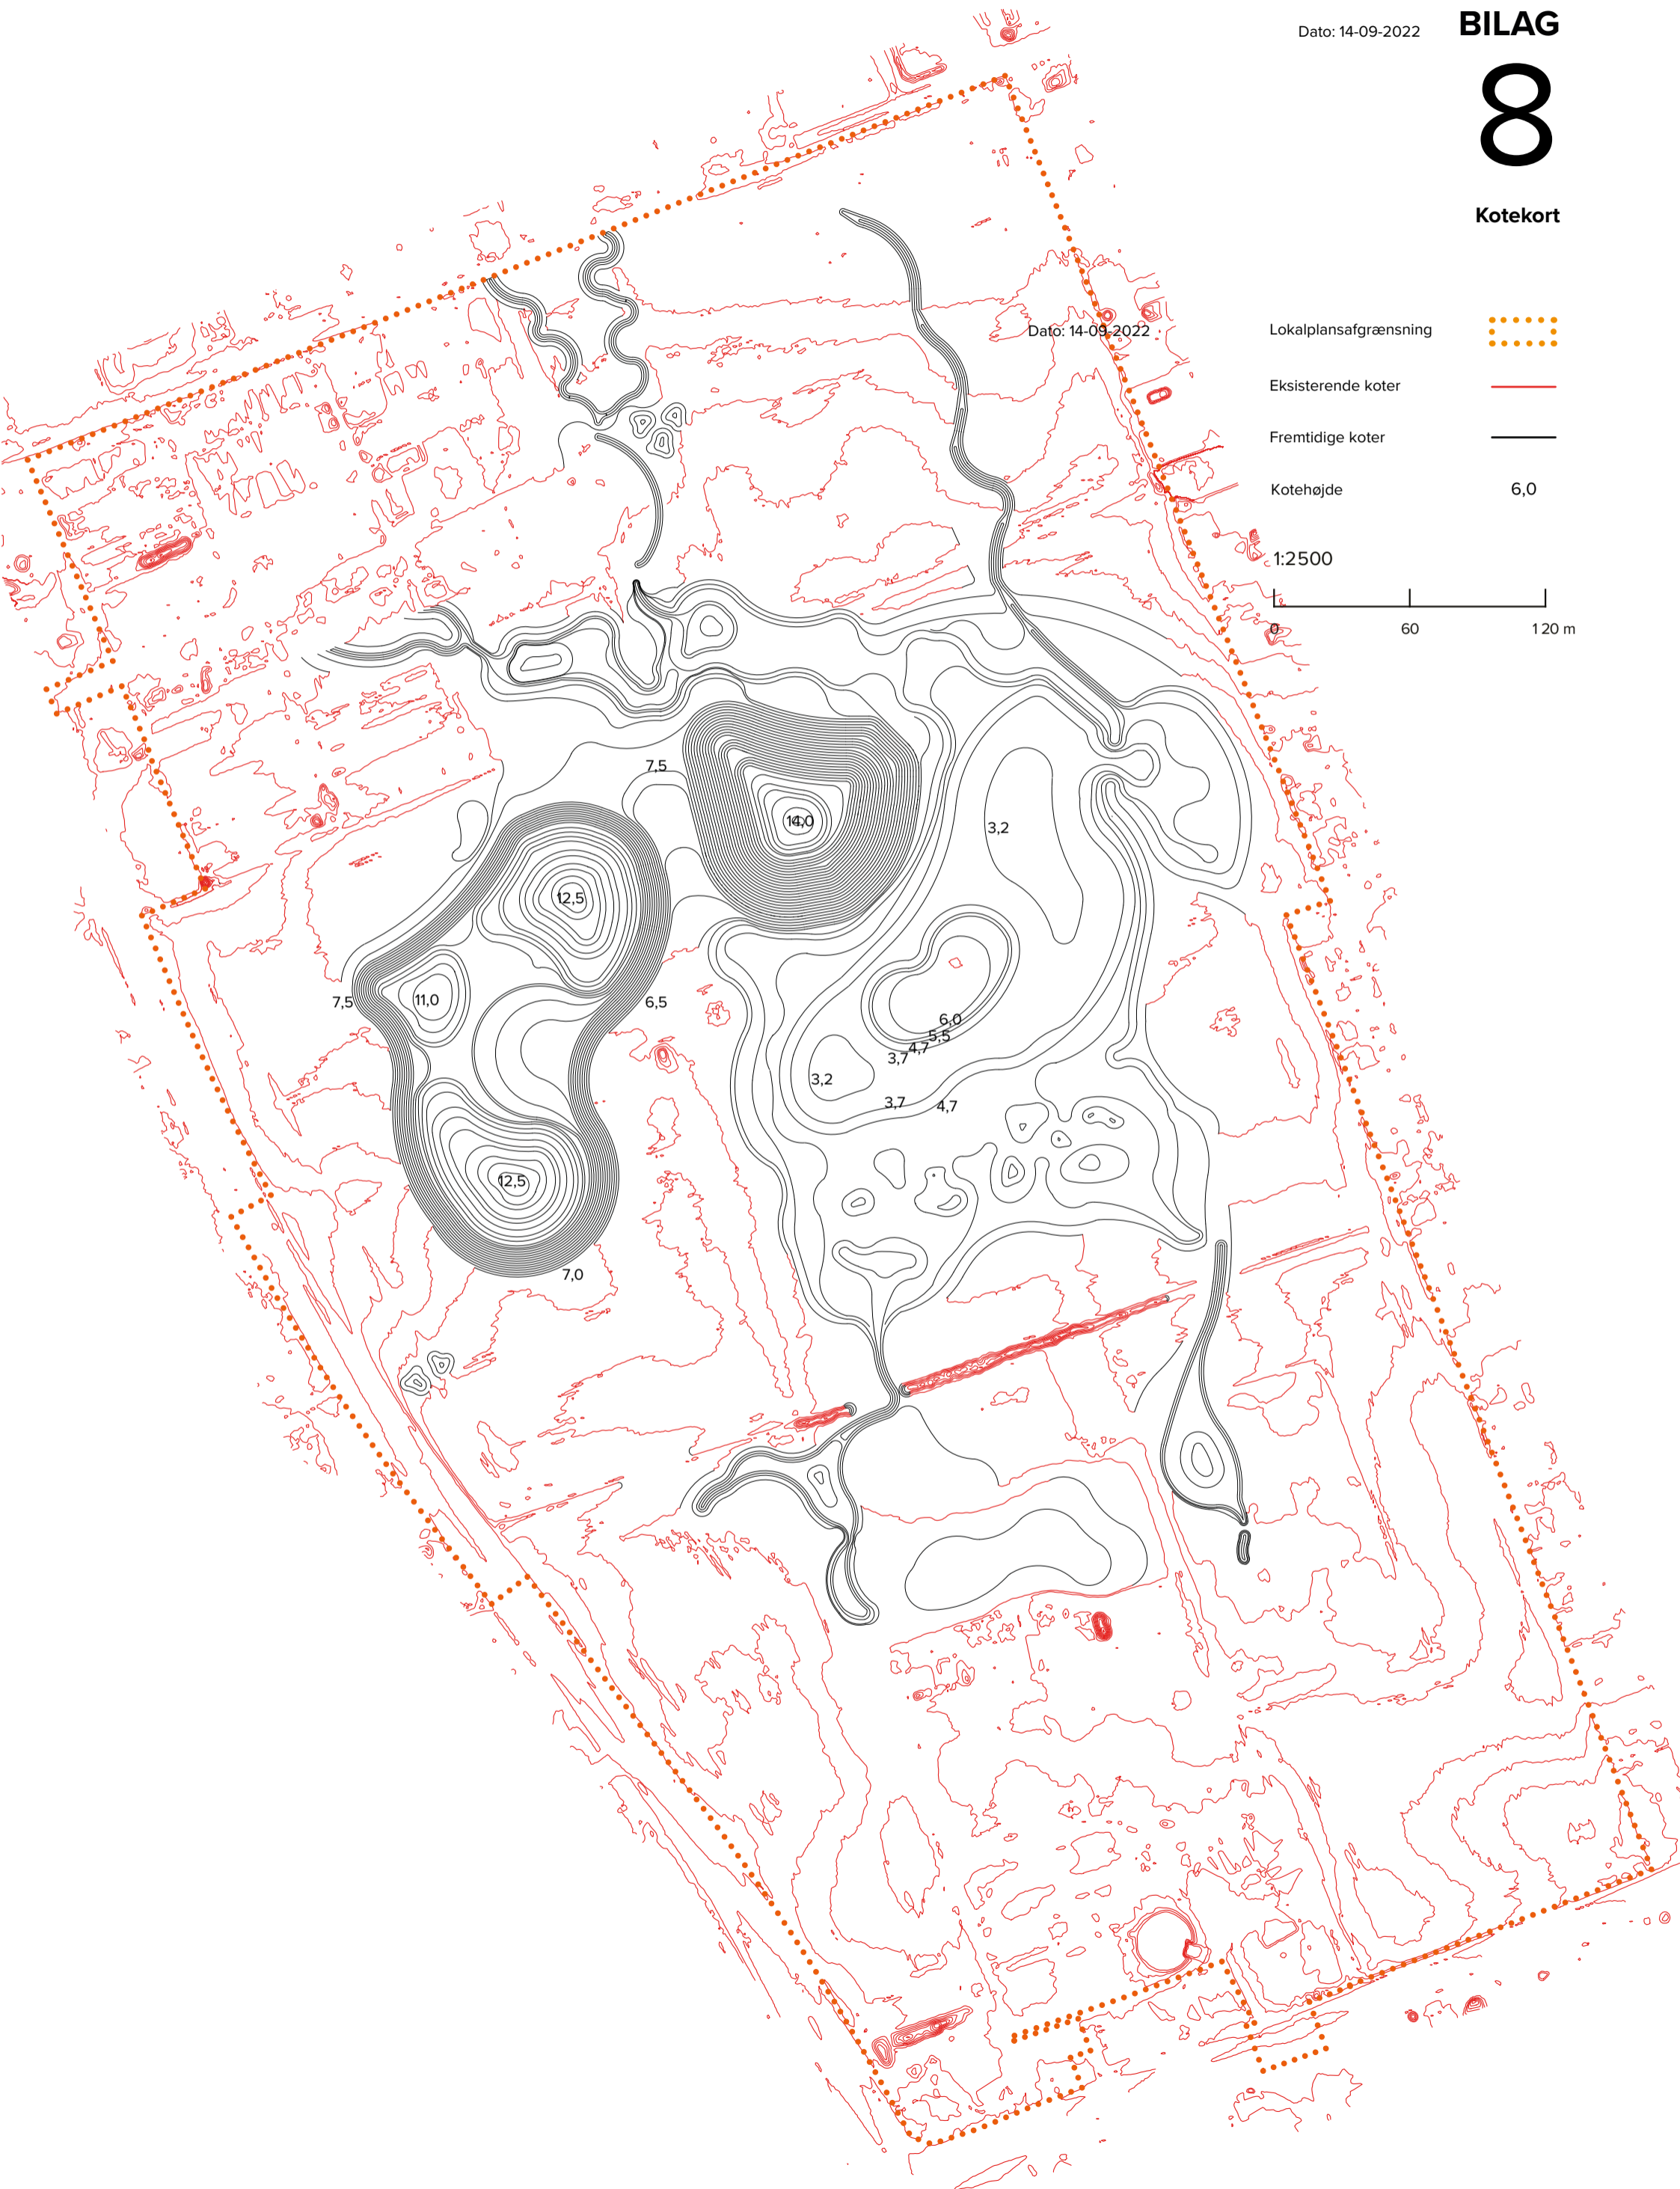 Dato: 14-09-2022
BILAG
8
Kotekort
Dato: 14-09-2022
Lokalplansafgrænsning
Eksisterende koter
Fremtidige koter
Kotehøjde 6,0
1:2500
0 60 120 m
7,5
3,2
12,5
11,0
7,5
6,5
6,0
5,5
4,7
3,7
3,2
3,7
4,7
12,5
7,0